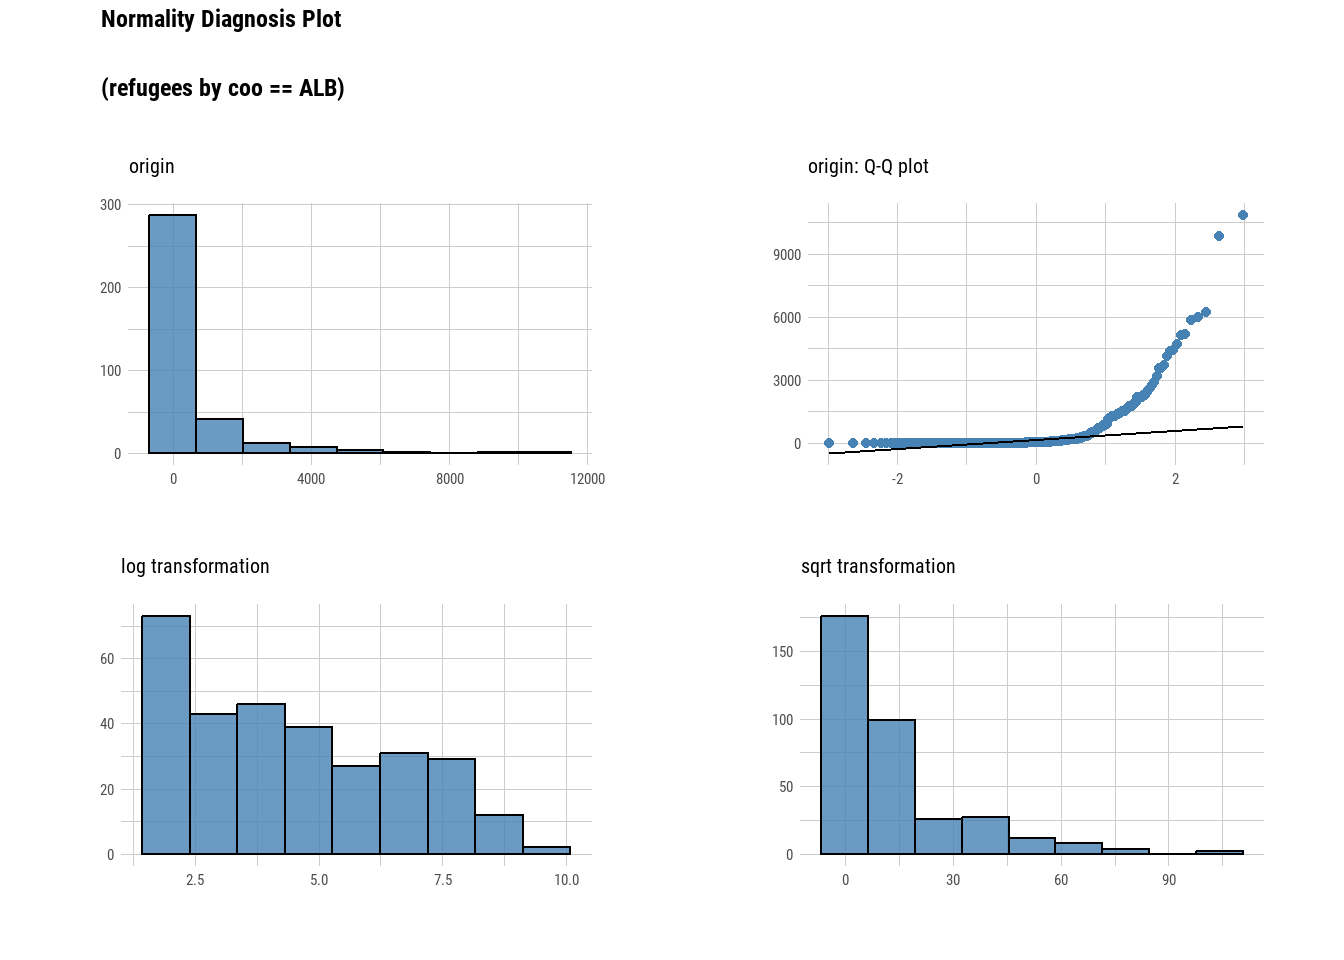 Normality Diagnosis Plot
(refugees by coo == ALB)
origin
300
200
100
0
0 4000 8000 12000
origin: Q-Q plot
9000
6000
3000
0
-2 0 2
log transformation
60
40
20
0
2.5 5.0 7.5 10.0
sqrt transformation
150
100
50
0
0 30 60 90